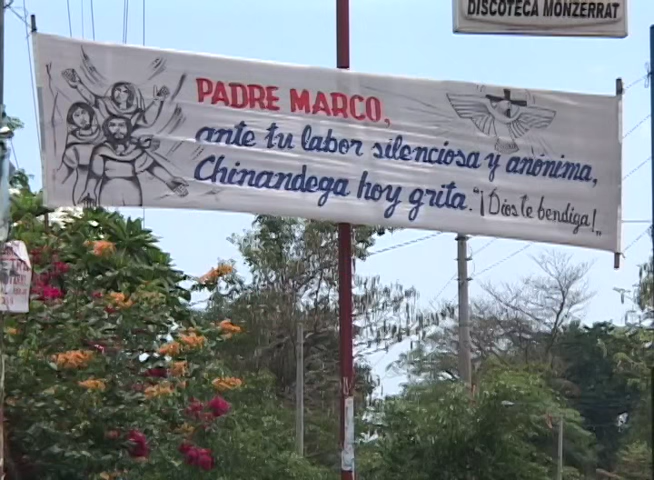 DISCOTECA MONZERRAT
PADRE MARCO,
ante tu labor silenciosa y anónima,
Chinandega hoy grita. "¡Dios te bendiga!,,